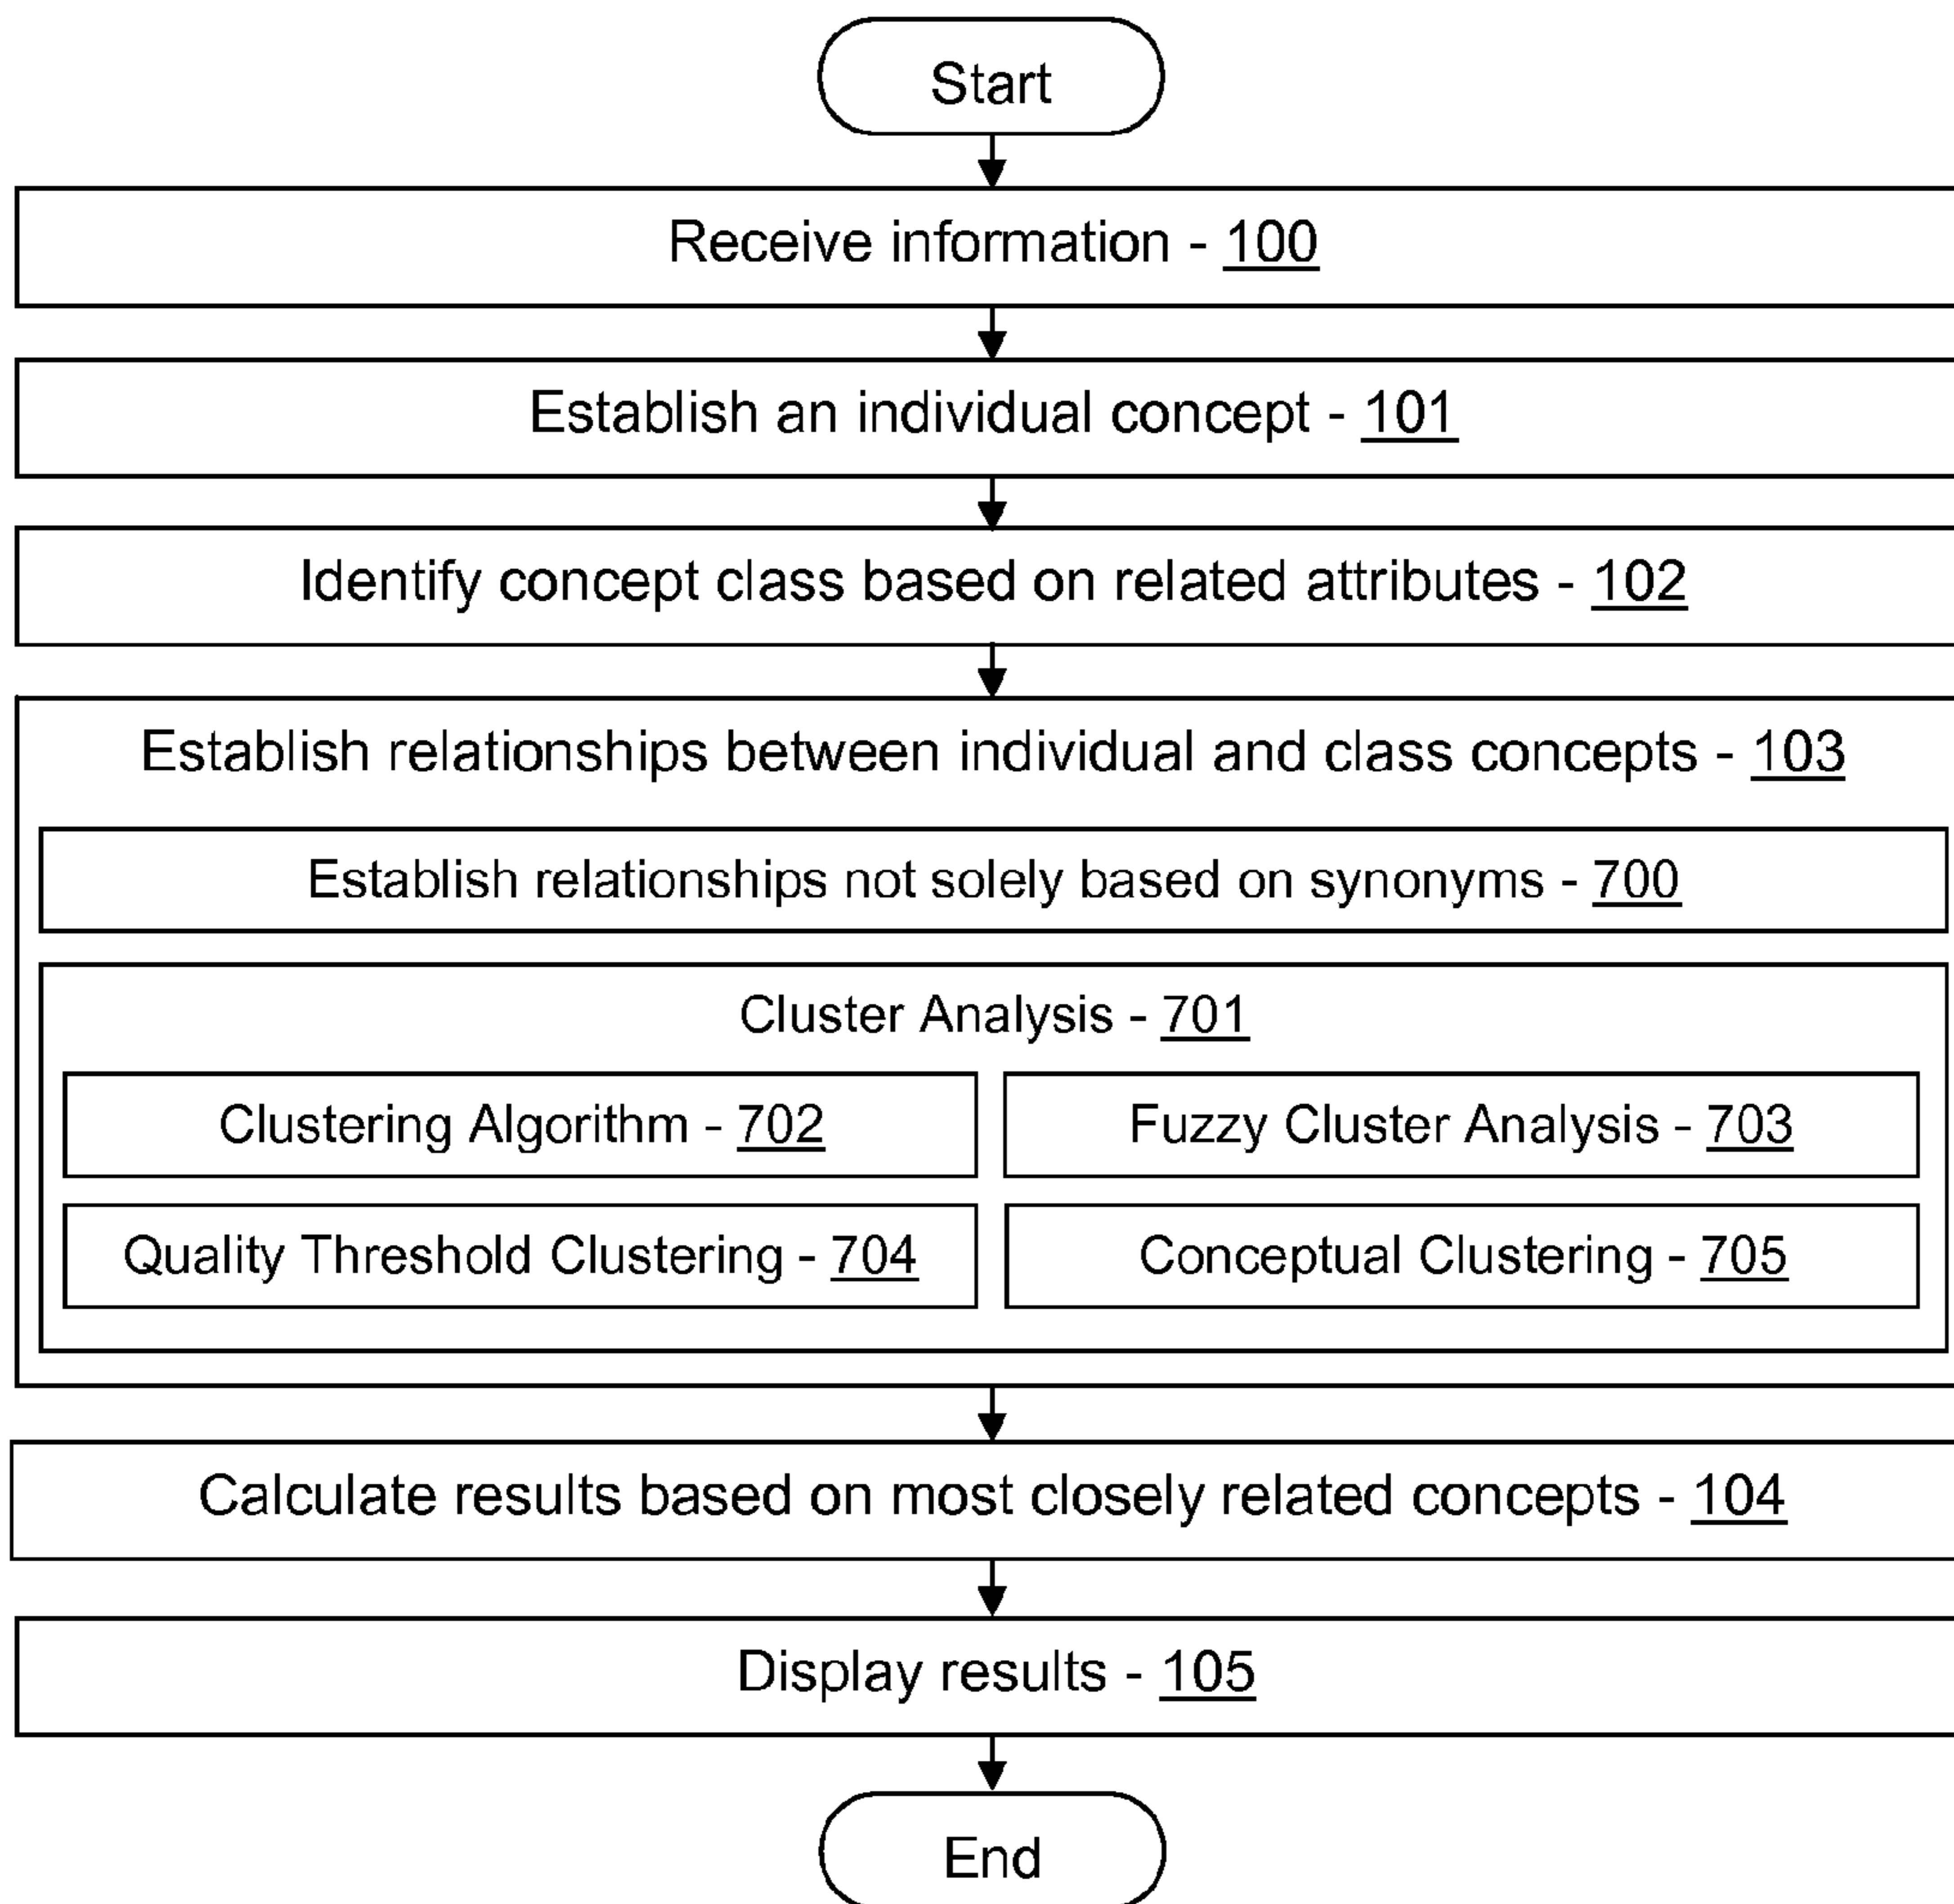 Start
Receive information - 100
Establish an individual concept - 101
Identify concept class based on related attributes - 102
Establish relationships between individual and class concepts - 103
Establish relationships not solely based on synonyms - 700
Cluster Analysis - 701
Clustering Algorithm - 702
Fuzzy Cluster Analysis - 703
Quality Threshold Clustering - 704
Conceptual Clustering - 705
Calculate results based on most closely related concepts - 104
Display results - 105
End